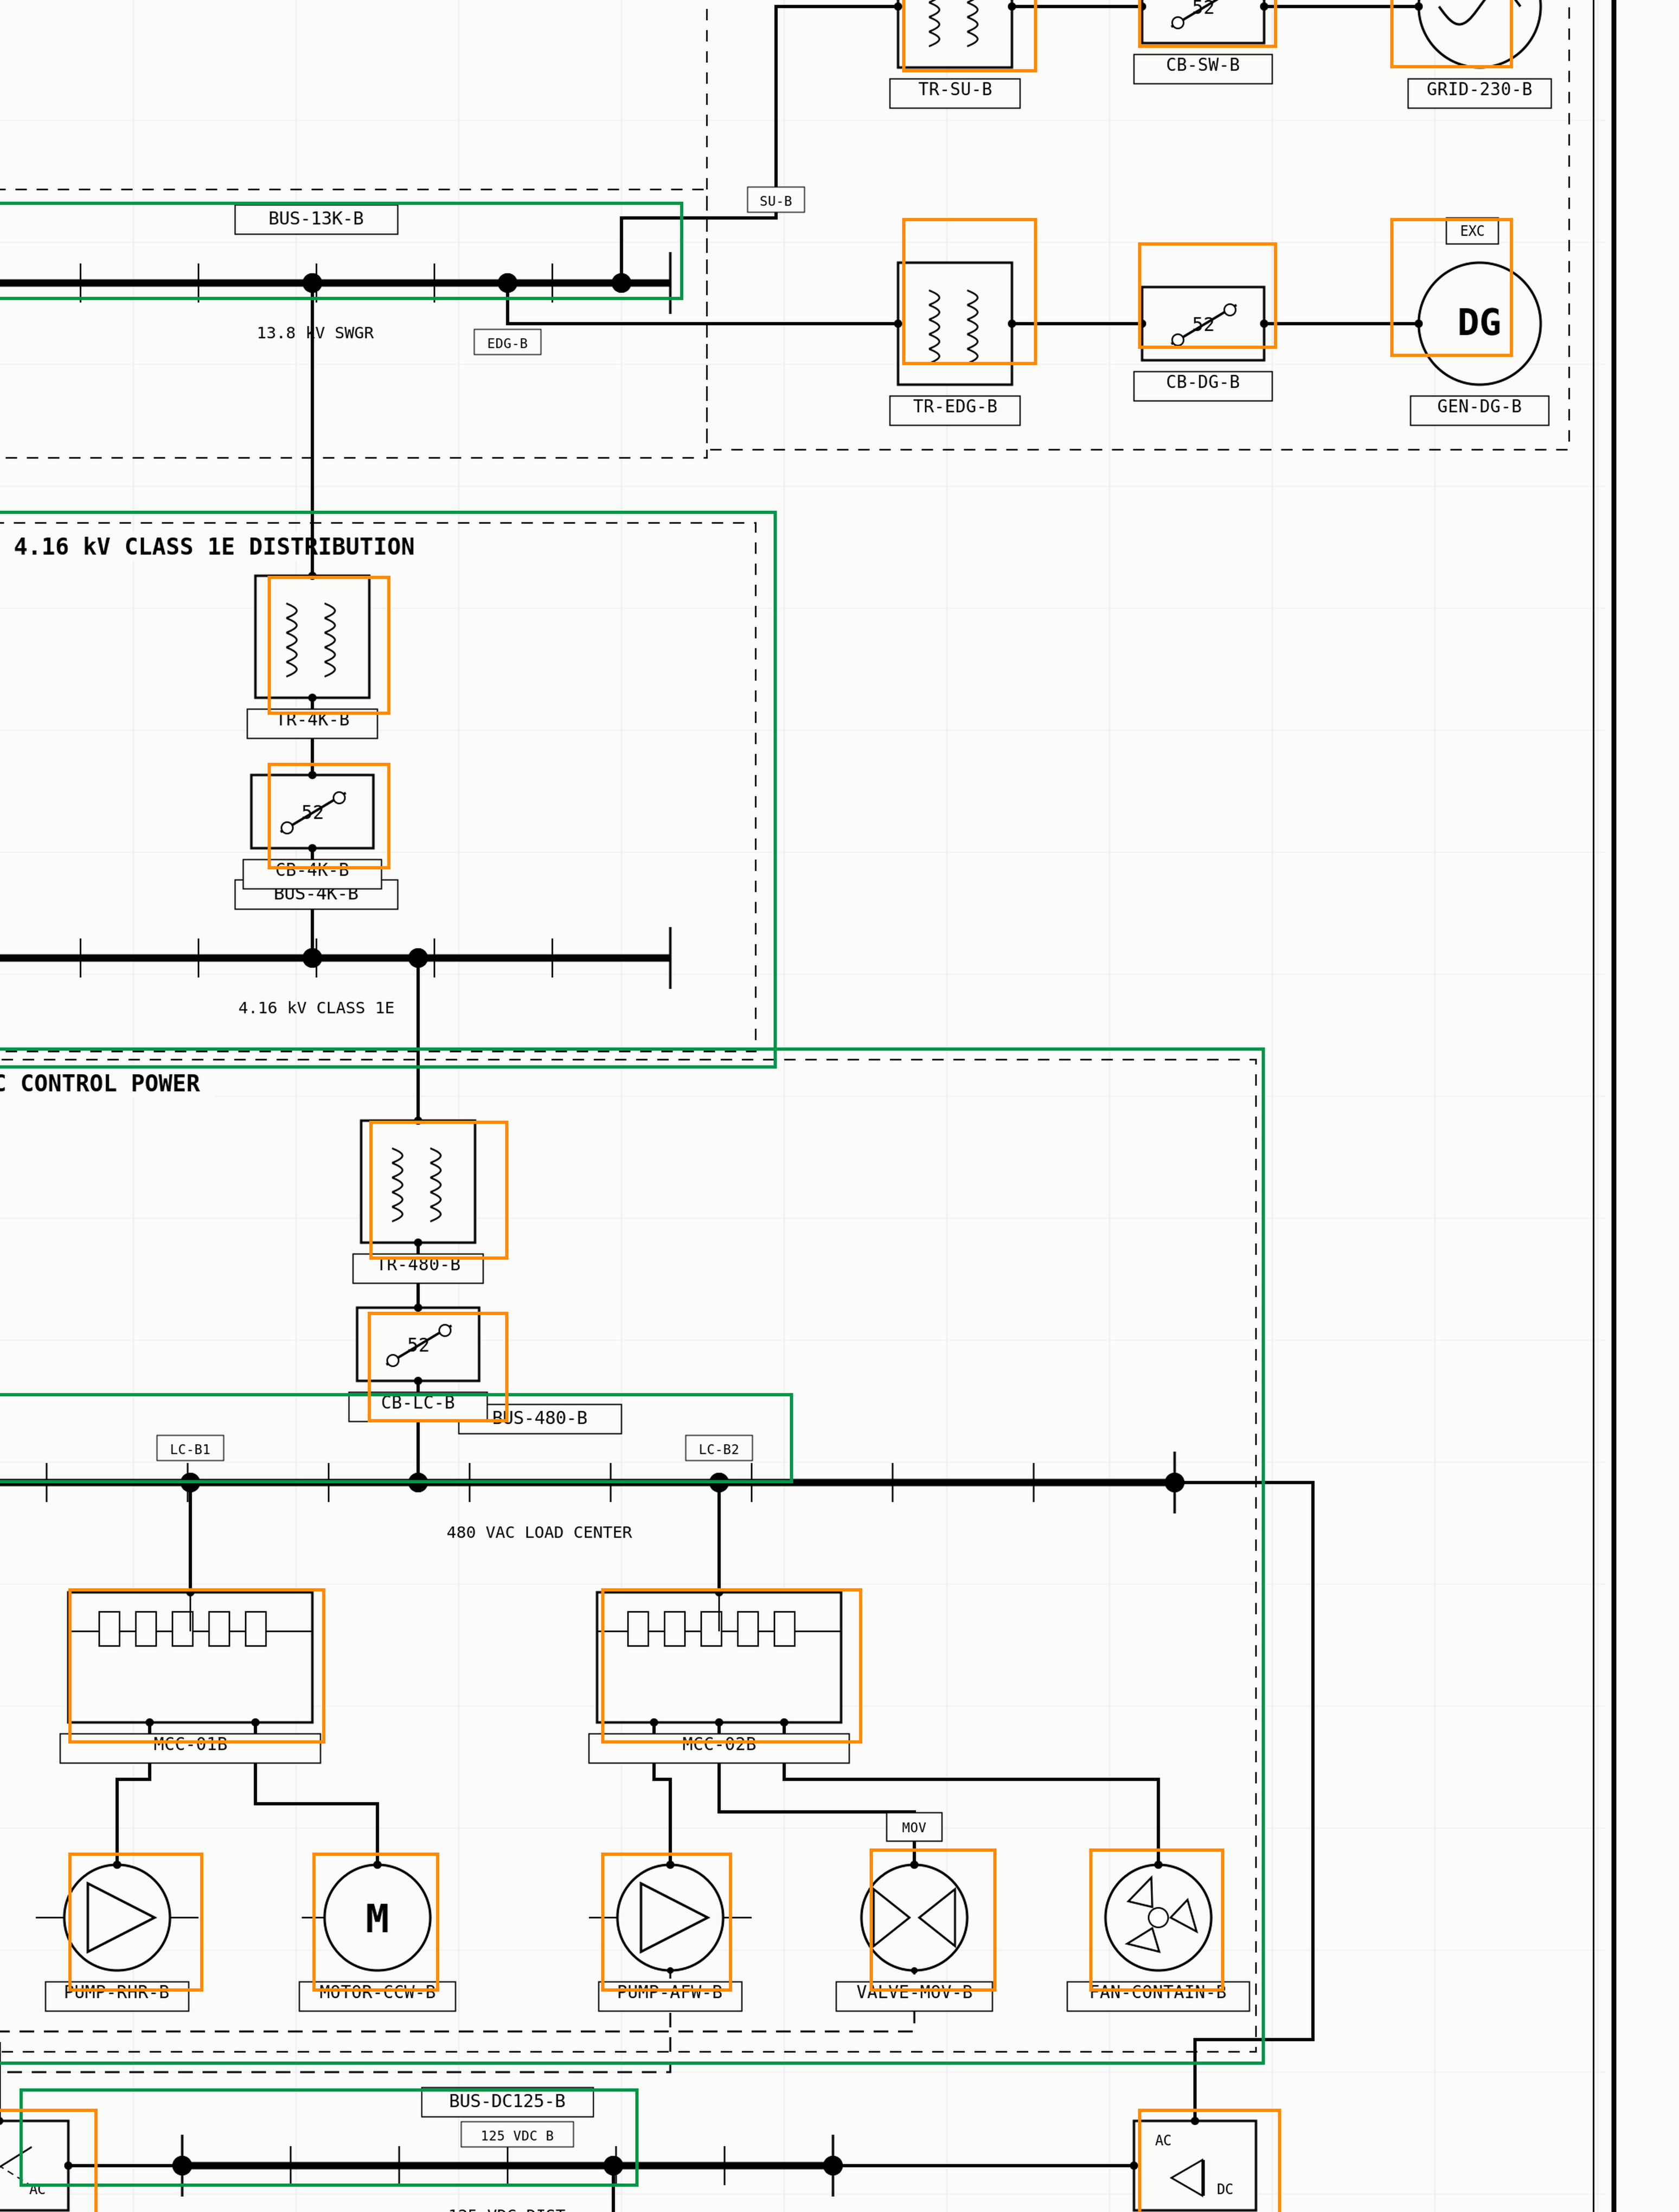 52
TR-SU-B
CB-SW-B
GRID-230-B
SU-B
BUS-13K-B
EXC
13.8 kV SWGR
EDG-B
52
DG
TR-EDG-B
CB-DG-B
GEN-DG-B
4.16 kV CLASS 1E DISTRIBUTION
TR-4K-B
52
CB-4K-B
BUS-4K-B
4.16 kV CLASS 1E
CONTROL POWER
TR-480-B
52
CB-LC-B
BUS-480-B
LC-B1
LC-B2
480 VAC LOAD CENTER
MCC-01B
MCC-02B
MOV
M
PUMP-RHR-B
MOTOR-CCW-B
PUMP-AFW-B
VALVE-MOV-B
FAN-CONTAIN-B
BUS-DC125-B
125 VDC B
AC
AC
DC